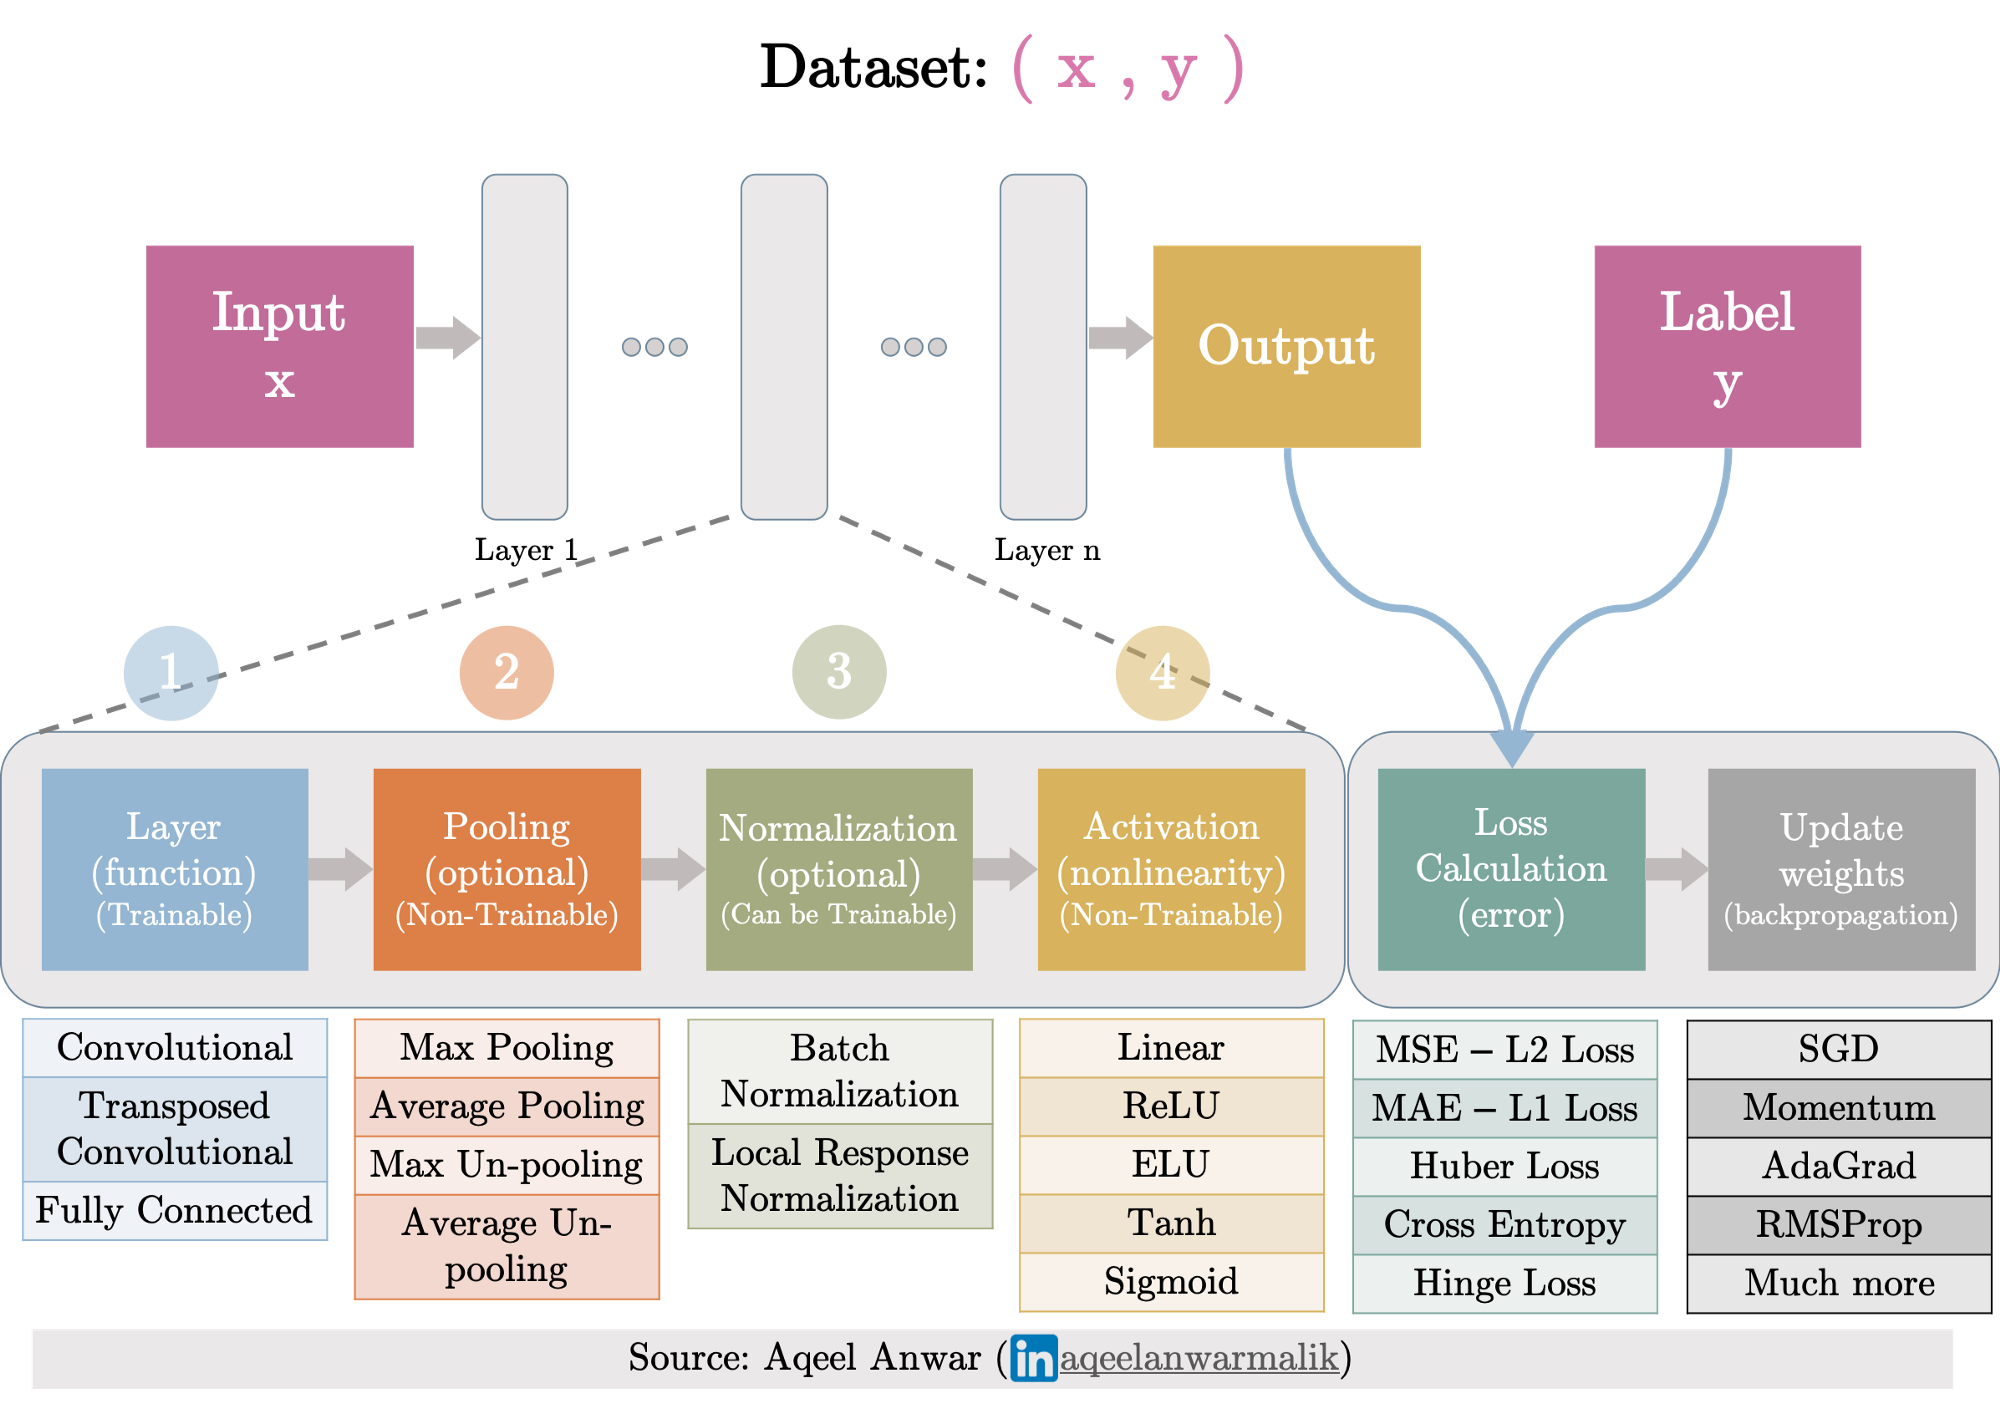 Dataset: ( x , y )
Input
x
Output
Label
y
Layer 1
Layer n
1
2
3
4
Layer
(function)
(Trainable)
Pooling
(optional)
(Non-Trainable)
Normalization
(optional)
(Can be Trainable)
Activation
(nonlinearity)
(Non-Trainable)
Loss
Calculation
(error)
Update
weights
(backpropagation)
Convolutional
Transposed
Convolutional
Fully Connected
Max Pooling
Average Pooling
Max Un-pooling
Average Un-
pooling
Batch
Normalization
Local Response
Normalization
Linear
ReLU
ELU
Tanh
Sigmoid
MSE – L2 Loss
MAE – L1 Loss
Huber Loss
Cross Entropy
Hinge Loss
SGD
Momentum
AdaGrad
RMSProp
Much more
Source: Aqeel Anwar (in aqeelanwarmalik)